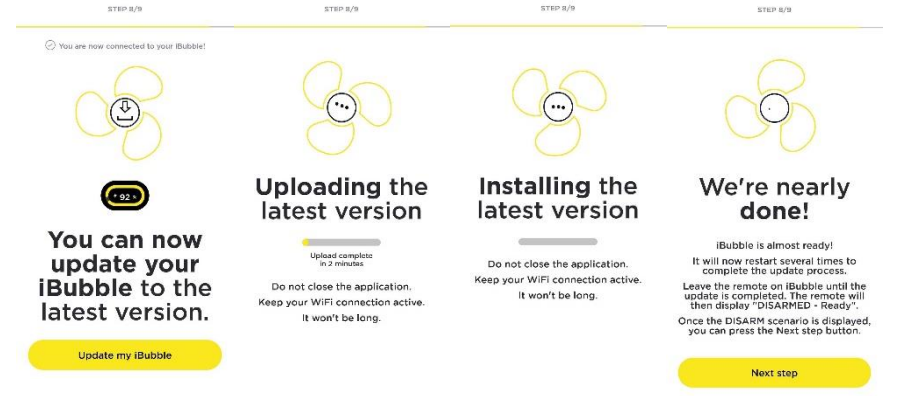 STEP 8/9
You are now connected to your iBubble!
92 %
You can now
update your
iBubble to the
latest version.
Update my iBubble
STEP 8/9
Uploading the
latest version
Upload complete
in 2 minutes
Do not close the application.
Keep your WiFi connection active.
It won't be long.
STEP 8/9
Installing the
latest version
Do not close the application.
Keep your WiFi connection active.
It won't be long.
STEP 8/9
We're nearly
done!
iBubble is almost ready!
It will now restart several times to
complete the update process.
Leave the remote on iBubble until the
update is completed. The remote will
then display "DISARMED - Ready".
Once the DISARM scenario is displayed,
you can press the Next step button.
Next step